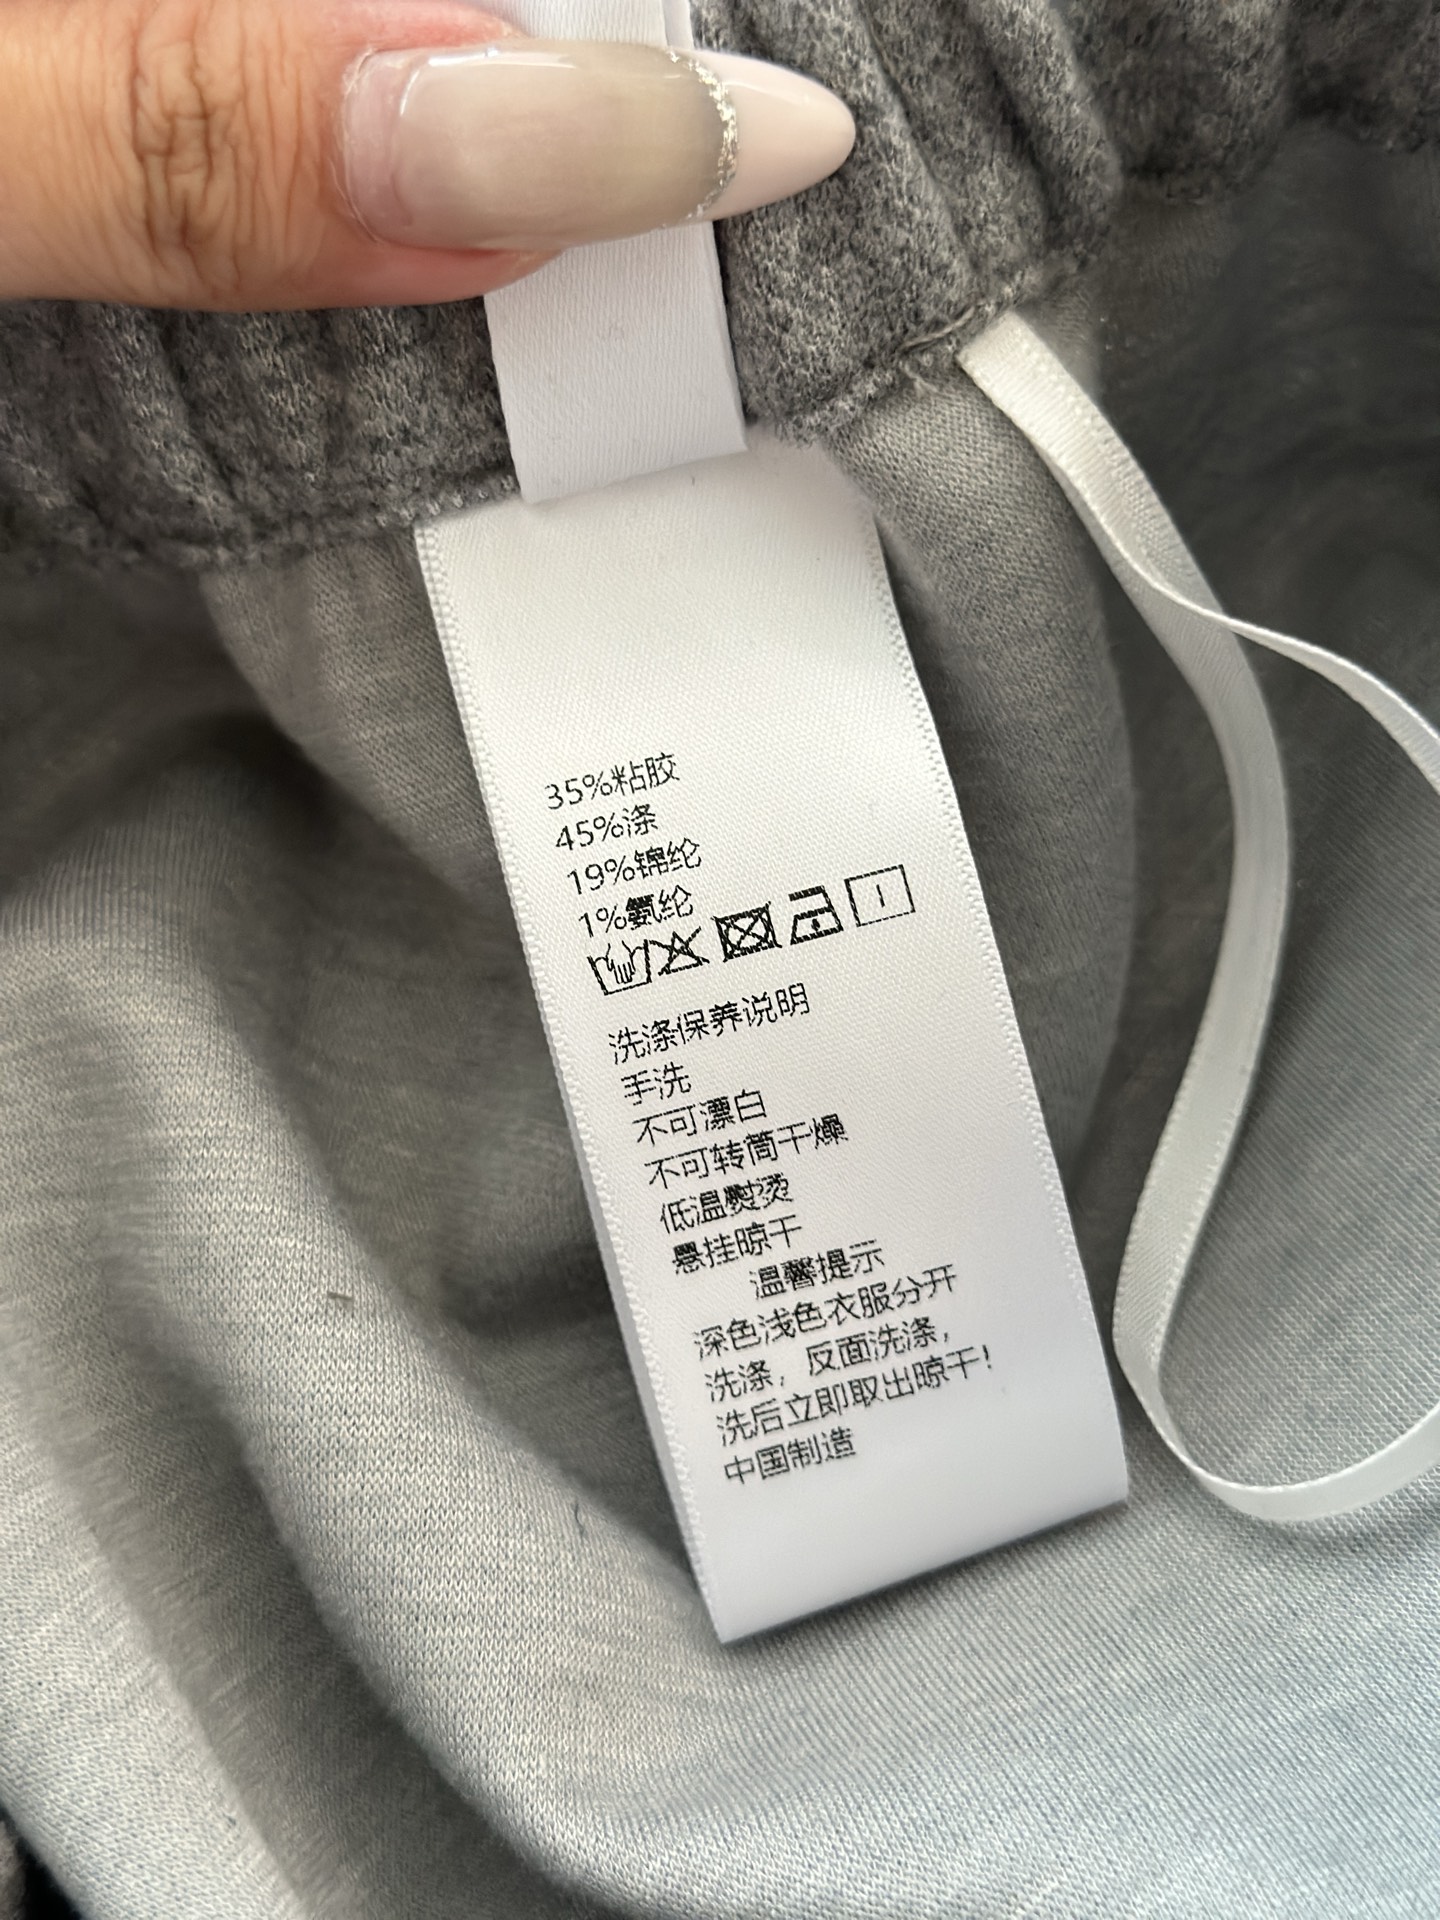 35%粘胶
45%涤
19%锦纶
1%氨纶
洗涤保养说明
手洗
不可漂白
不可转筒干燥
低温熨烫
悬挂晾干
温馨提示
深色浅色衣服分开
洗涤，反面洗涤，
洗后立即取出晾干！
中国制造